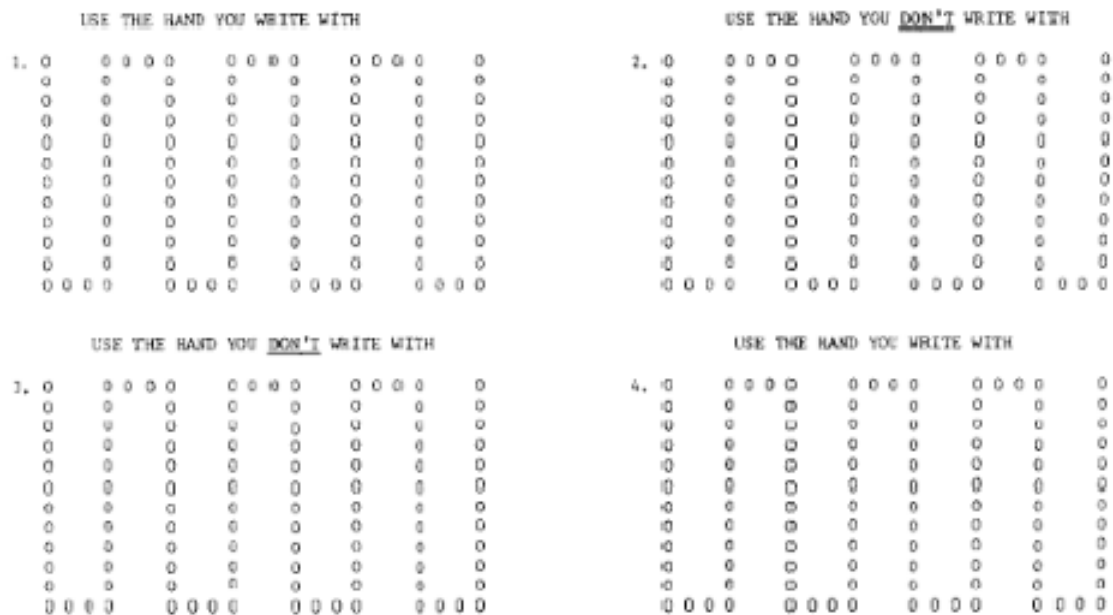 USE THE HAND YOU WRITE WITH
1.
USE THE HAND YOU DON'T WRITE WITH
2.
USE THE HAND YOU DON'T WRITE WITH
3.
USE THE HAND YOU WRITE WITH
4.